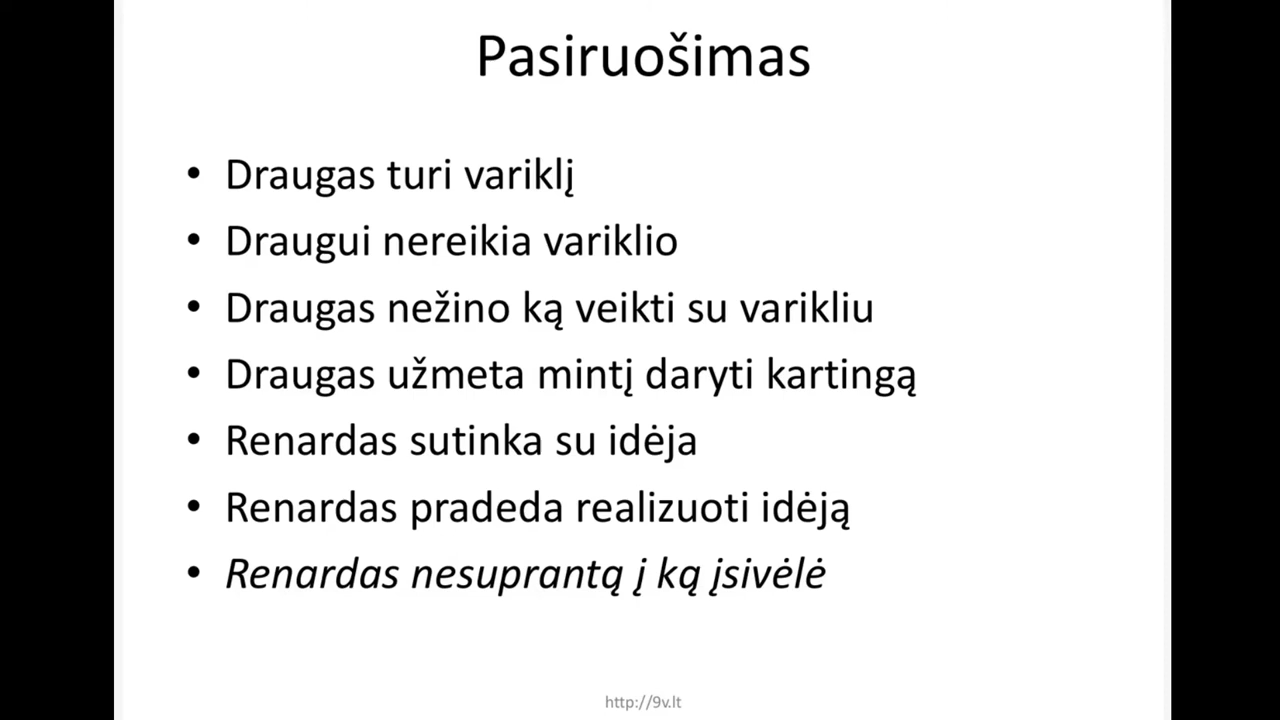 Pasiruošimas
• Draugas turi variklį
• Draugui nereikia variklio
• Draugas nežino ką veikti su varikliu
• Draugas užmeta mintį daryti kartingą
• Renardas sutinka su idėja
• Renardas pradeda realizuoti idėją
• Renardas nesuprantą į ką įsivėlė
http://9v.lt